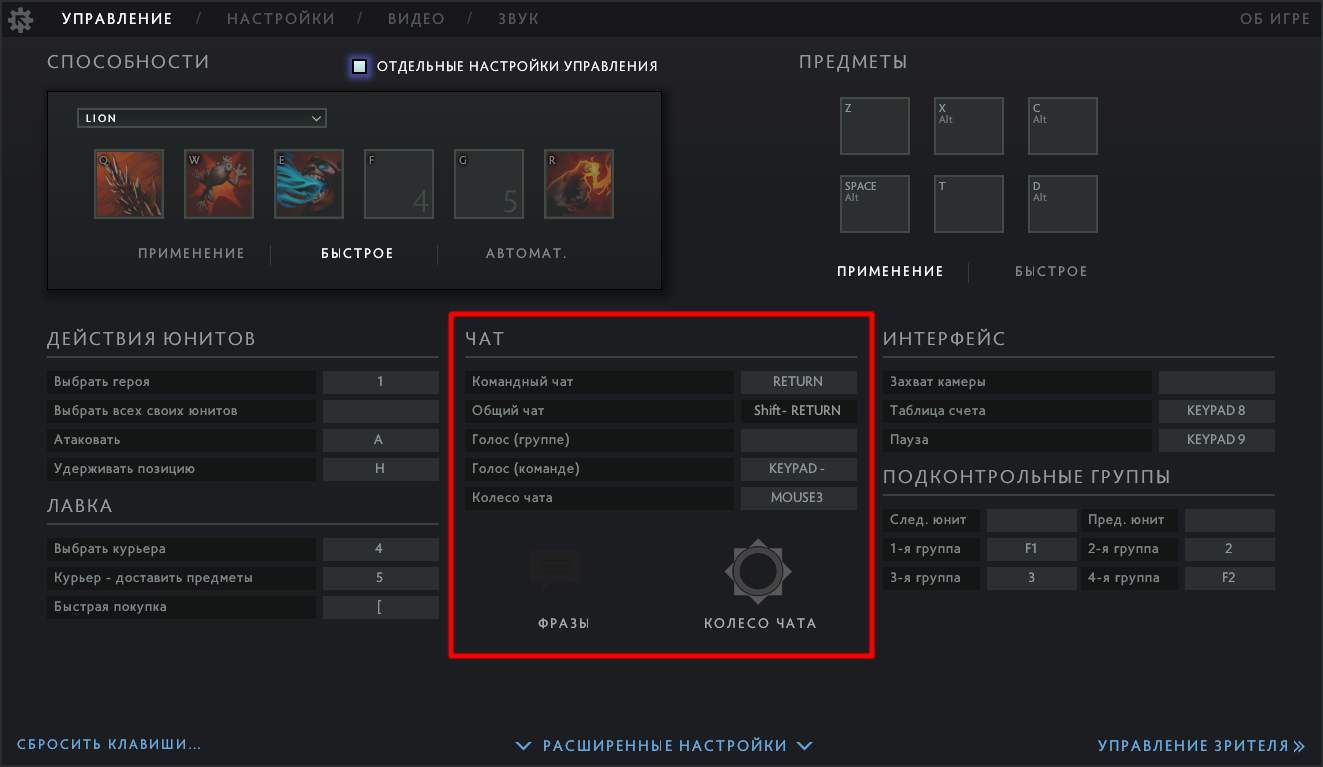 УПРАВЛЕНИЕ / НАСТРОЙКИ / ВИДЕО / ЗВУК ОБ ИГРЕ
СПОСОБНОСТИ
ОТДЕЛЬНЫЕ НАСТРОЙКИ УПРАВЛЕНИЯ
LION
Q W E F G R
4 5
ПРИМЕНЕНИЕ БЫСТРОЕ АВТОМАТ.
ПРЕДМЕТЫ
Z X C
Alt Alt
SPACE T D
Alt Alt
ПРИМЕНЕНИЕ БЫСТРОЕ
ДЕЙСТВИЯ ЮНИТОВ
Выбрать героя 1
Выбрать всех своих юнитов
Атаковать A
Удерживать позицию H
ЛАВКА
Выбрать курьера 4
Курьер - доставить предметы 5
Быстрая покупка [
ЧАТ
Командный чат RETURN
Общий чат Shift- RETURN
Голос (группе)
Голос (команде) KEYPAD -
Колесо чата MOUSE3
ФРАЗЫ КОЛЕСО ЧАТА
ИНТЕРФЕЙС
Захват камеры
Таблица счета KEYPAD 8
Пауза KEYPAD 9
ПОДКОНТРОЛЬНЫЕ ГРУППЫ
След. юнит Пред. юнит
1-я группа F1 2-я группа 2
3-я группа 3 4-я группа F2
СБРОСИТЬ КЛАВИШИ... РАСШИРЕННЫЕ НАСТРОЙКИ УПРАВЛЕНИЕ ЗРИТЕЛЯ